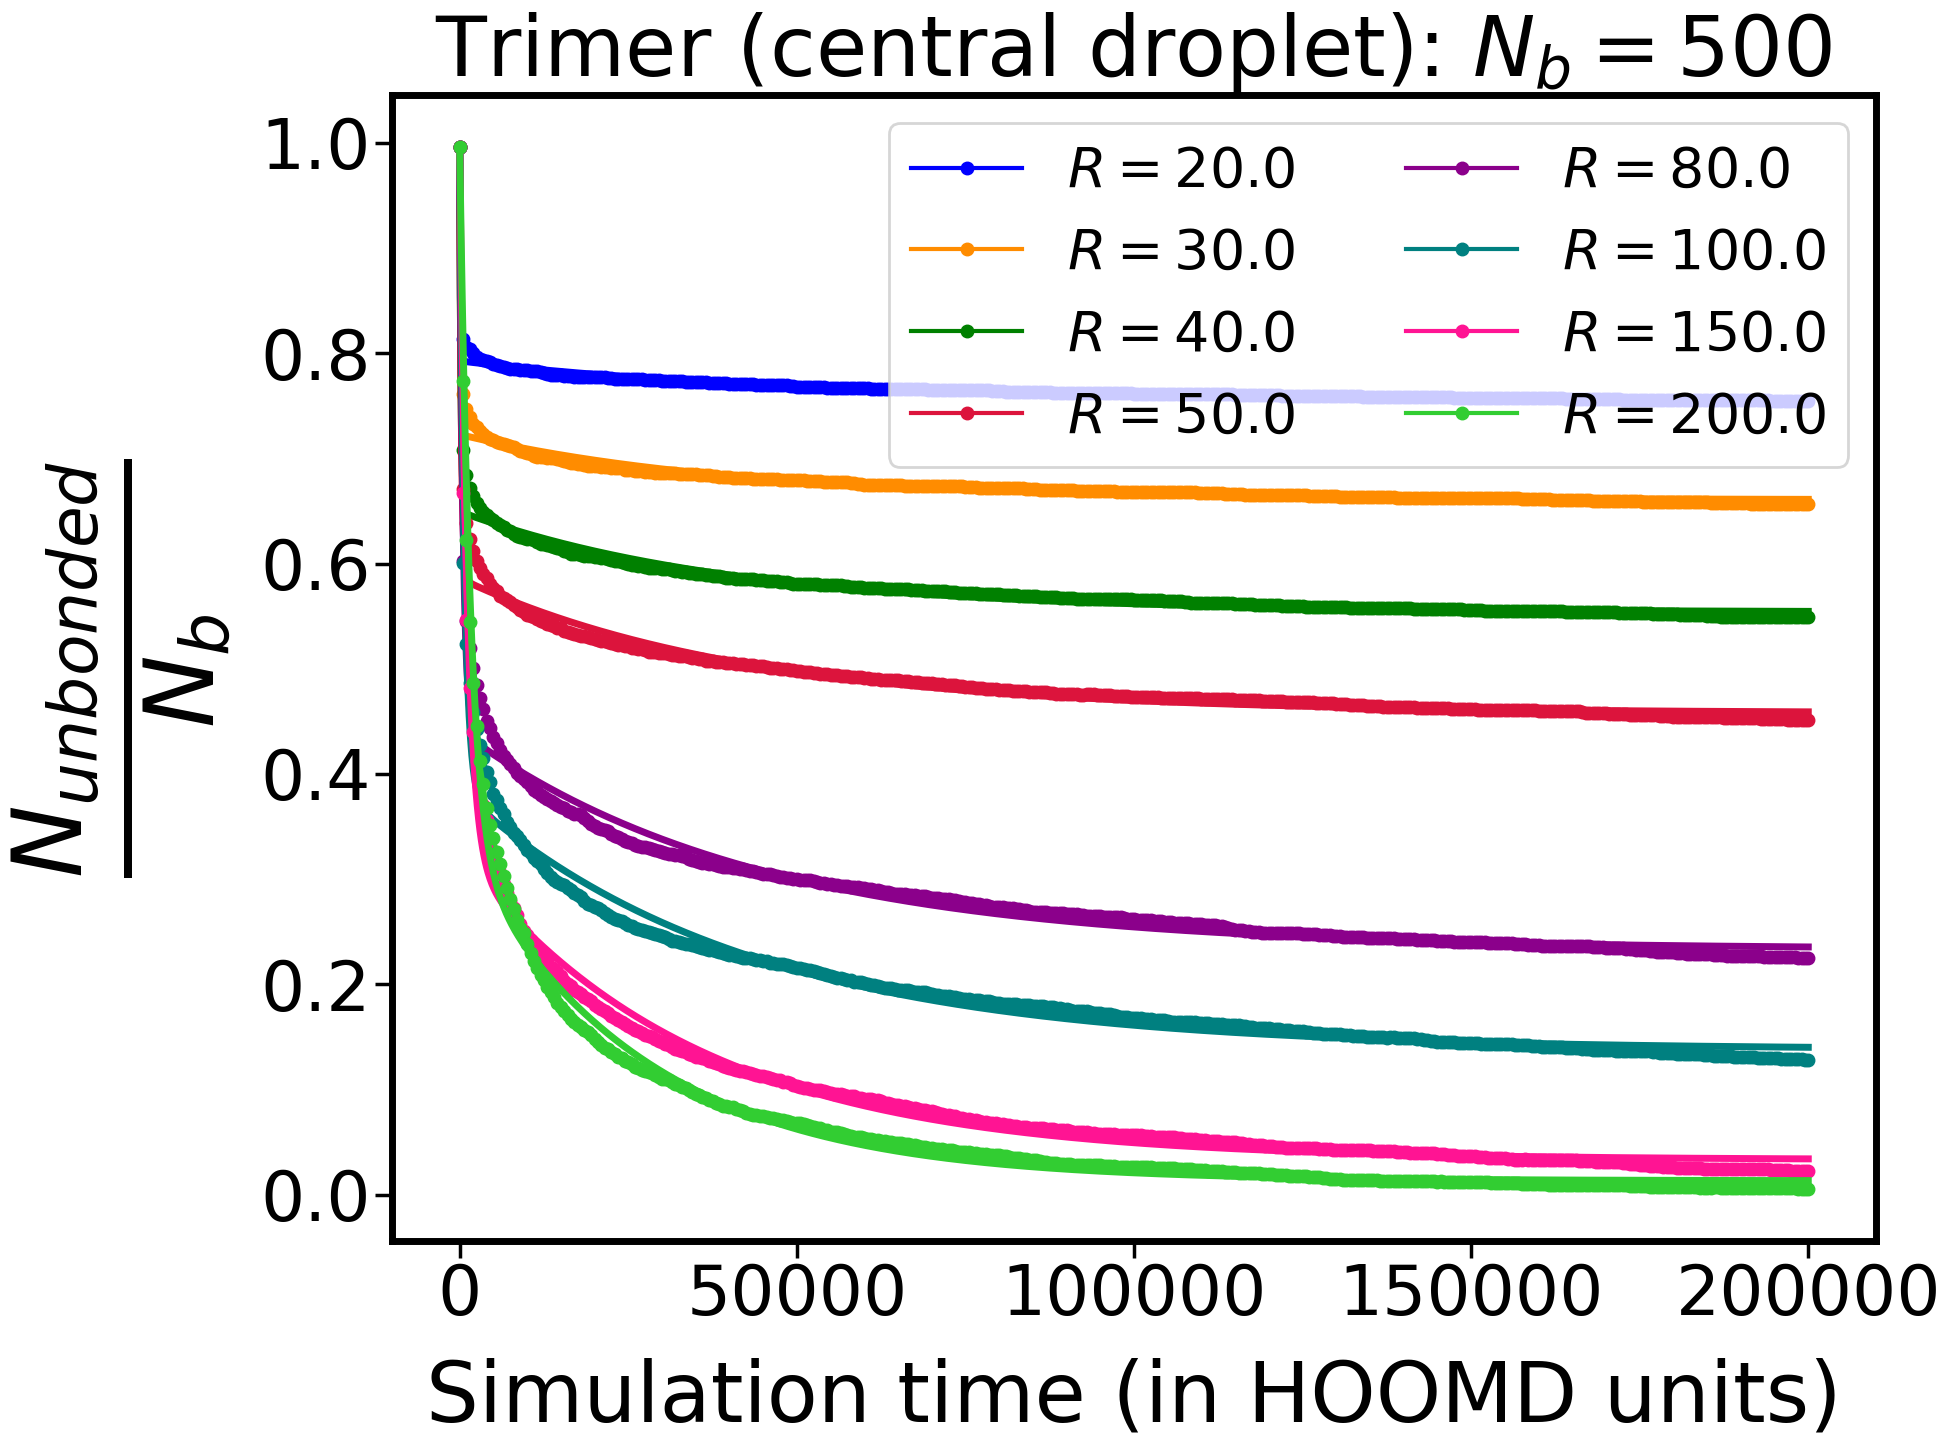 Trimer (central droplet): N_b = 500
N_unbonded
N_b
1.0
0.8
0.6
0.4
0.2
0.0
R = 20.0
R = 30.0
R = 40.0
R = 50.0
R = 80.0
R = 100.0
R = 150.0
R = 200.0
0 50000 100000 150000 200000
Simulation time (in HOOMD units)